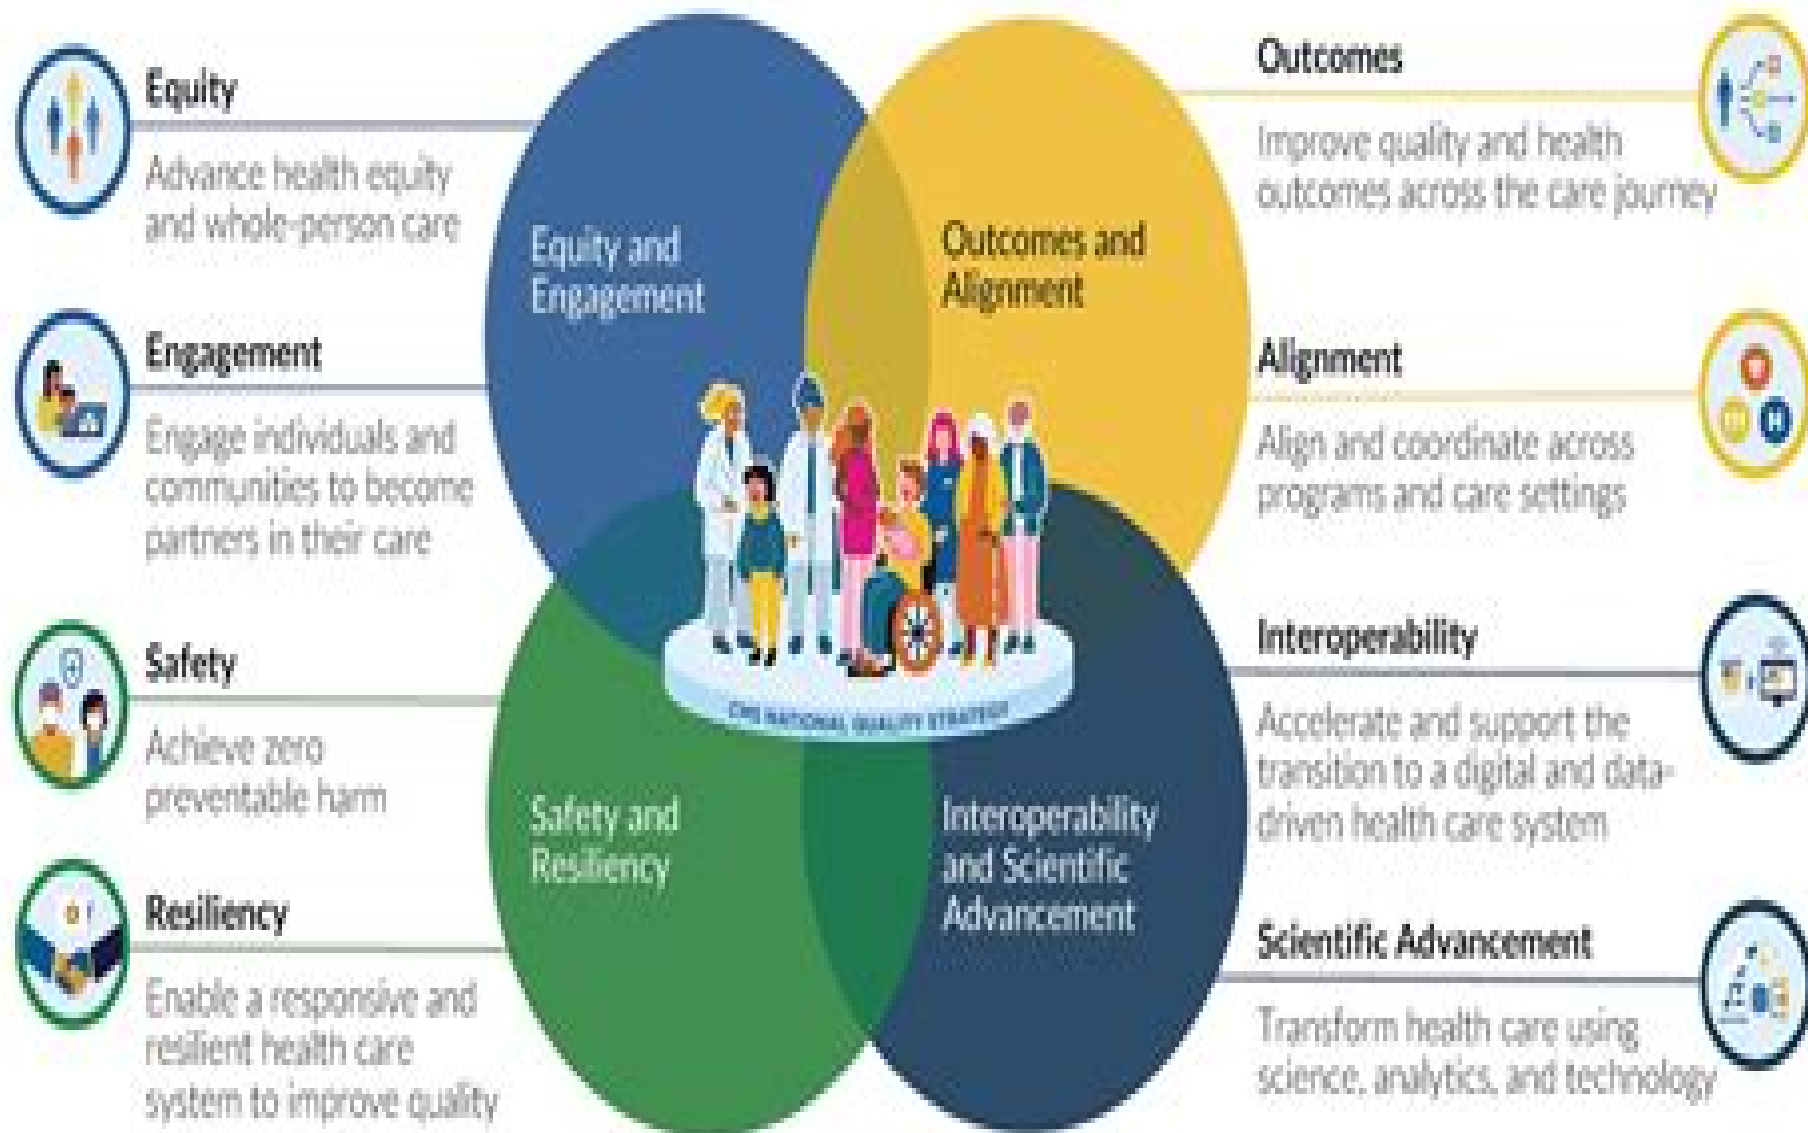 Equity
Advance health equity
and whole-person care
Engagement
Engage individuals and
communities to become
partners in their care
Safety
Achieve zero
preventable harm
Resiliency
Enable a responsive and
resilient health care
system to improve quality
Equity and
Engagement
Outcomes and
Alignment
CMS NATIONAL QUALITY STRATEGY
Safety and
Resiliency
Interoperability
and Scientific
Advancement
Outcomes
Improve quality and health
outcomes across the care journey
Alignment
Align and coordinate across
programs and care settings
Interoperability
Accelerate and support the
transition to a digital and data-
driven health care system
Scientific Advancement
Transform health care using
science, analytics, and technology